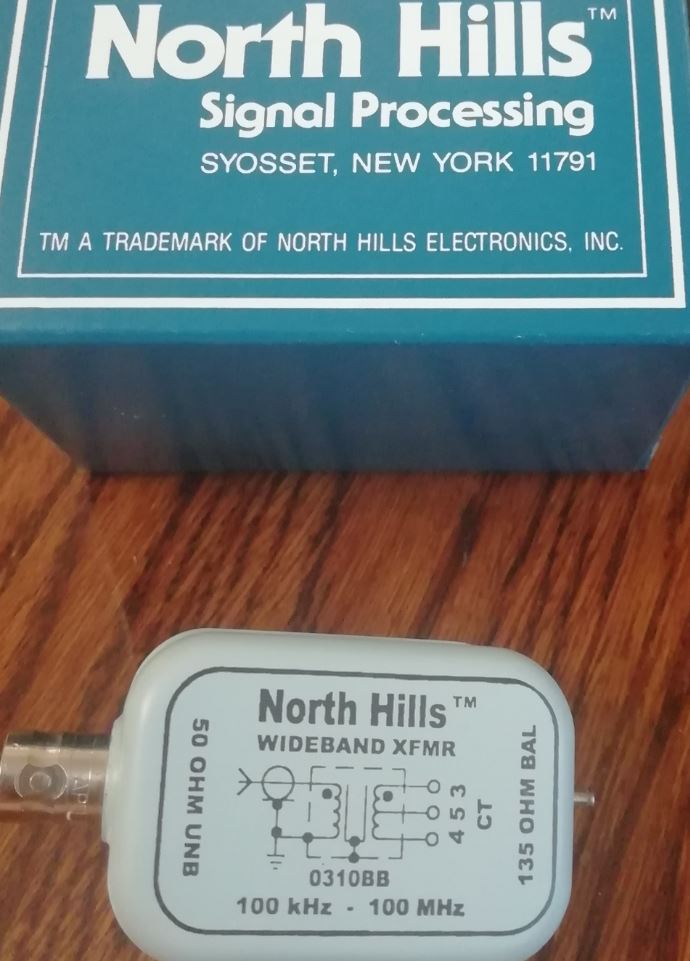 North Hills™
Signal Processing
SYOSSET, NEW YORK 11791
TM A TRADEMARK OF NORTH HILLS ELECTRONICS, INC.
North Hills™
WIDEBAND XFMR
50 OHM UNB
3
5
4
CT
135 OHM BAL
0310BB
100 kHz - 100 MHz